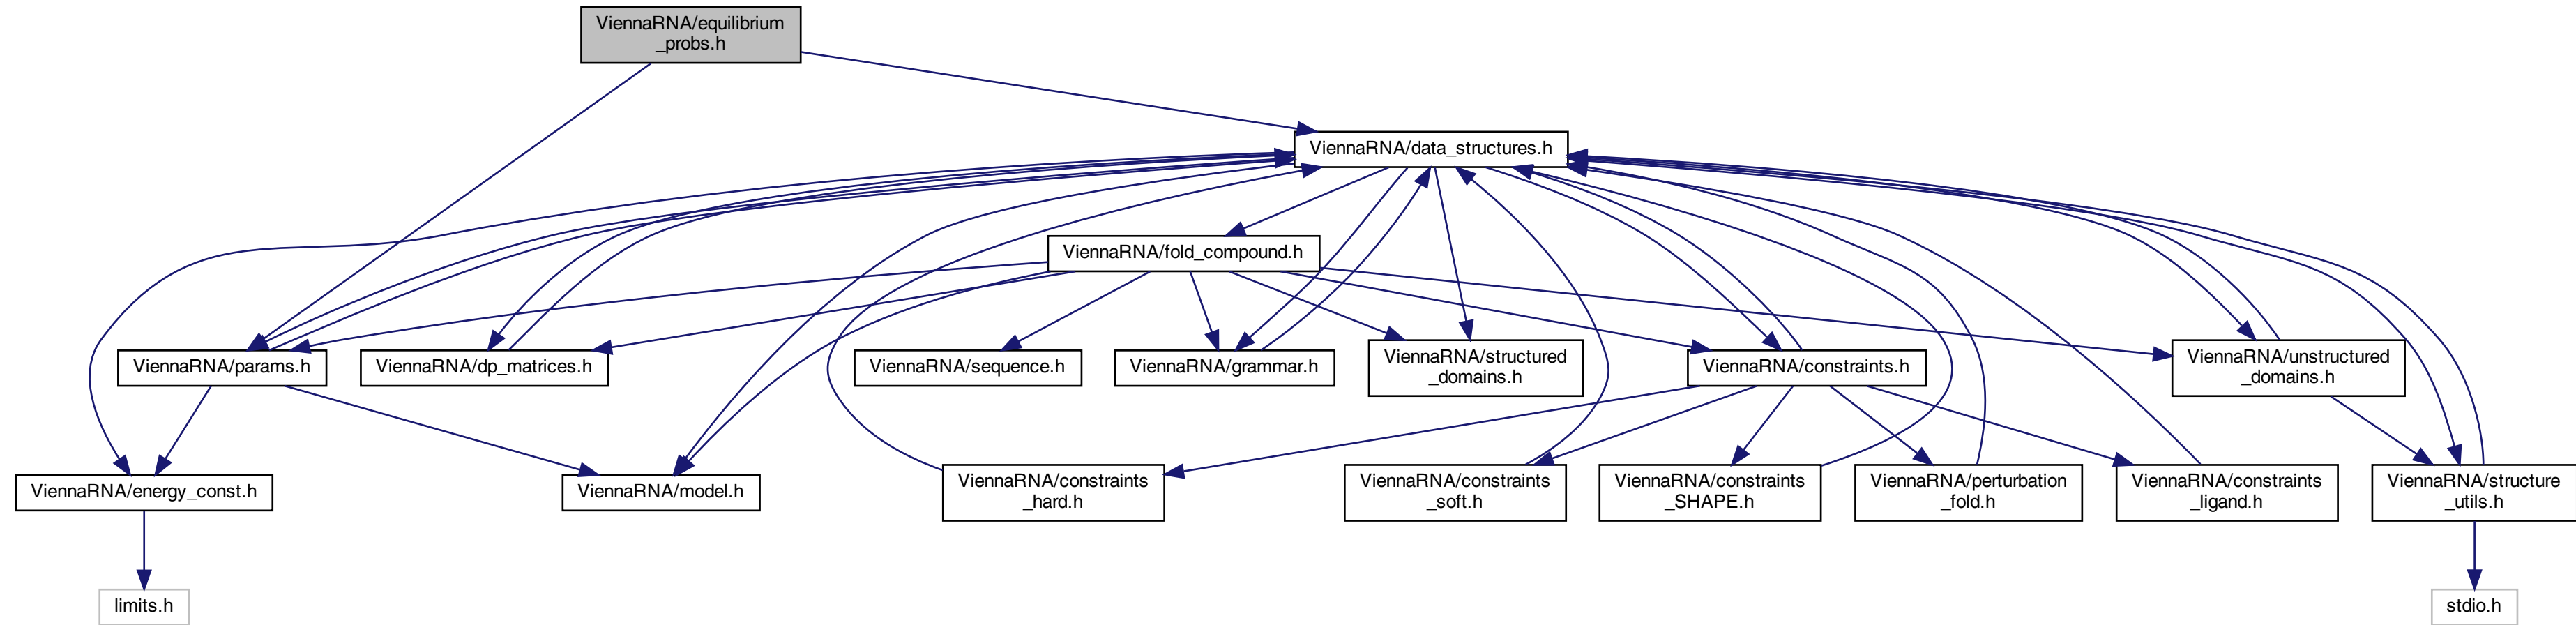 ViennaRNA/equilibrium
_probs.h
ViennaRNA/data_structures.h
ViennaRNA/fold_compound.h
ViennaRNA/params.h
ViennaRNA/dp_matrices.h
ViennaRNA/sequence.h
ViennaRNA/grammar.h
ViennaRNA/structured
_domains.h
ViennaRNA/constraints.h
ViennaRNA/unstructured
_domains.h
ViennaRNA/energy_const.h
ViennaRNA/model.h
ViennaRNA/constraints
_hard.h
ViennaRNA/constraints
_soft.h
ViennaRNA/constraints
_SHAPE.h
ViennaRNA/perturbation
_fold.h
ViennaRNA/constraints
_ligand.h
ViennaRNA/structure
_utils.h
limits.h
stdio.h